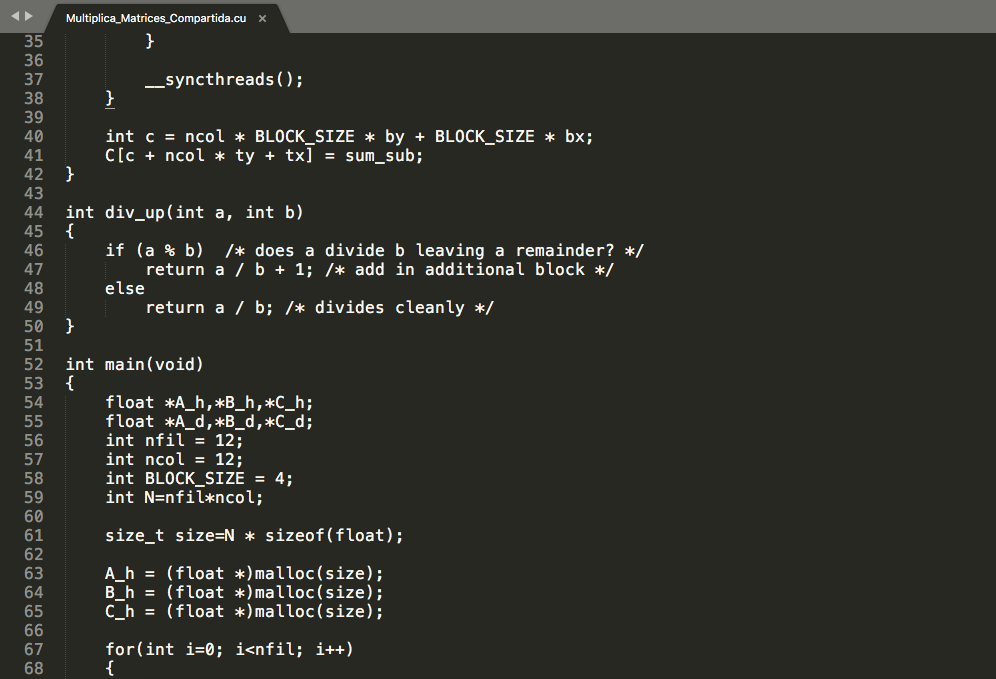 Multiplica_Matrices_Compartida.cu ×
35 }
36
37 __syncthreads();
38 }
39
40 int c = ncol * BLOCK_SIZE * by + BLOCK_SIZE * bx;
41 C[c + ncol * ty + tx] = sum_sub;
42 }
43
44 int div_up(int a, int b)
45 {
46 if (a % b) /* does a divide b leaving a remainder? */
47 return a / b + 1; /* add in additional block */
48 else
49 return a / b; /* divides cleanly */
50 }
51
52 int main(void)
53 {
54 float *A_h,*B_h,*C_h;
55 float *A_d,*B_d,*C_d;
56 int nfil = 12;
57 int ncol = 12;
58 int BLOCK_SIZE = 4;
59 int N=nfil*ncol;
60
61 size_t size=N * sizeof(float);
62
63 A_h = (float *)malloc(size);
64 B_h = (float *)malloc(size);
65 C_h = (float *)malloc(size);
66
67 for(int i=0; i<nfil; i++)
68 {